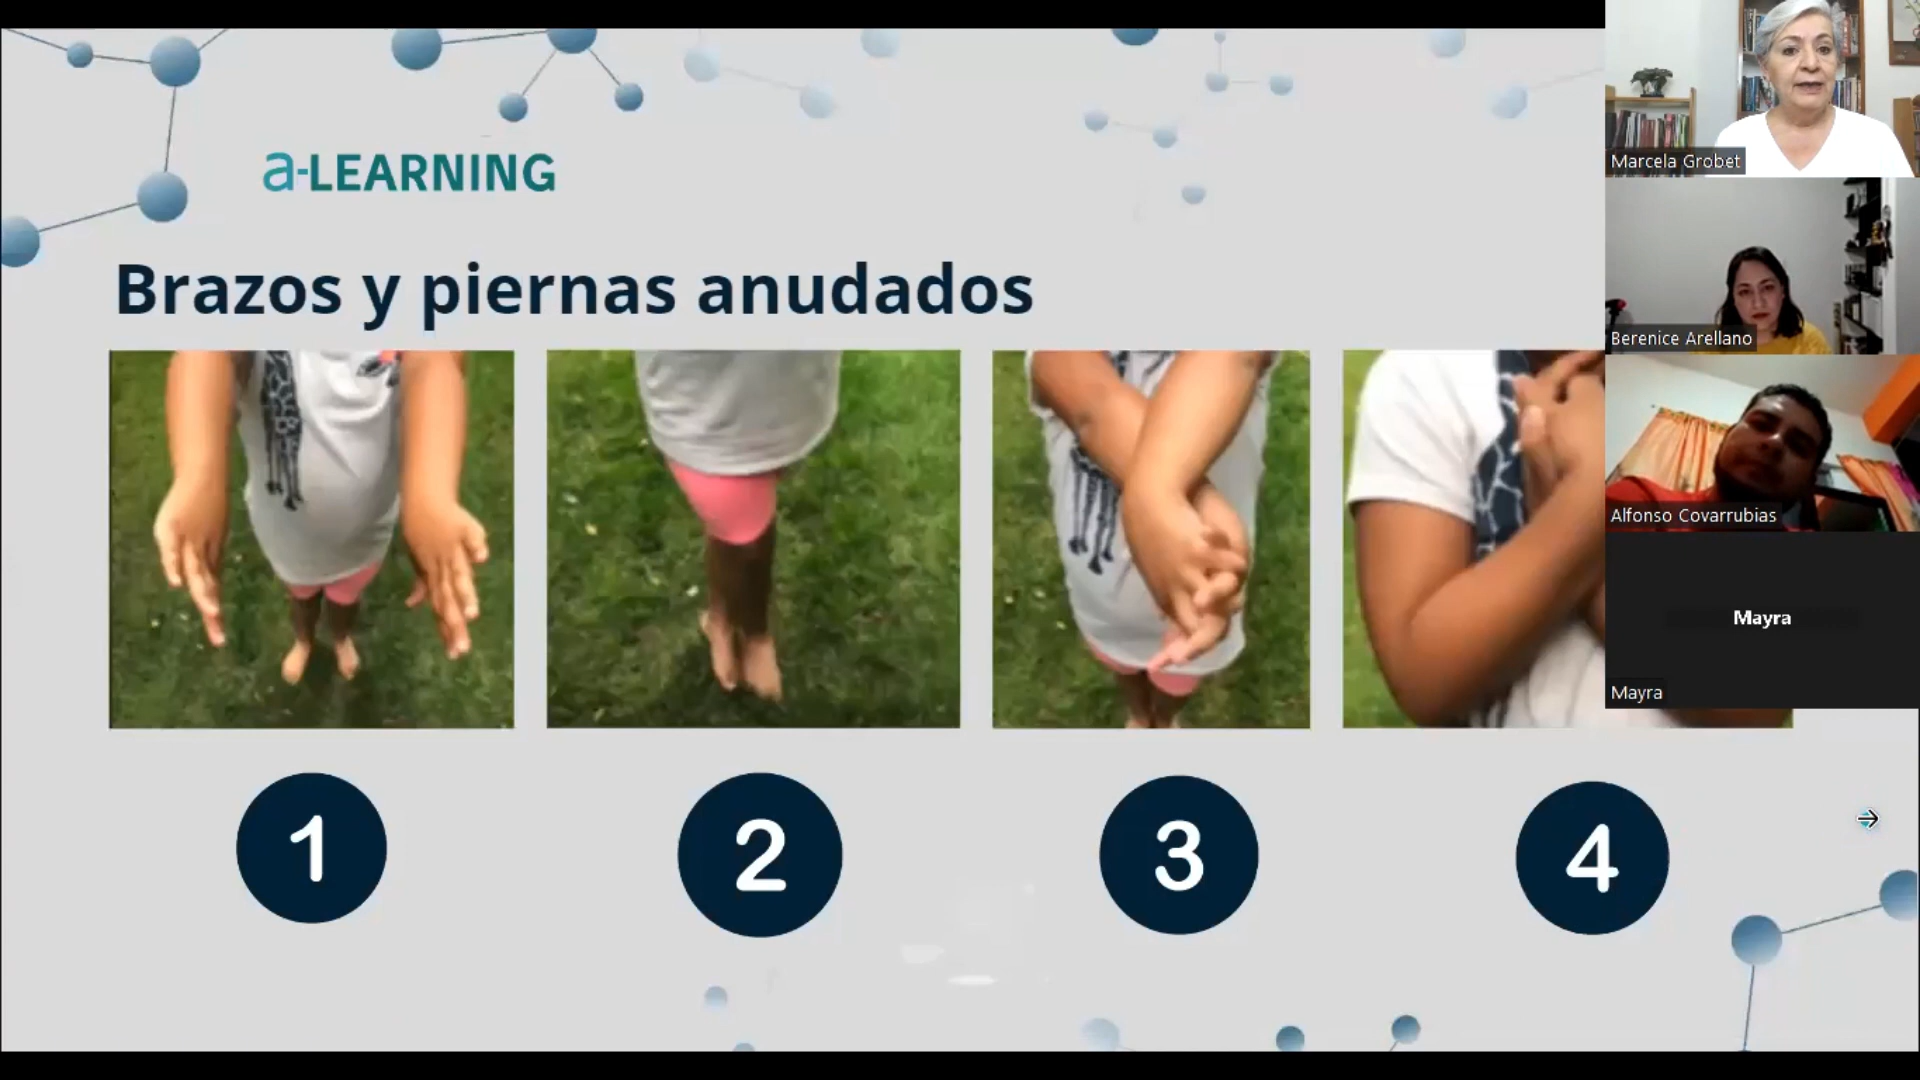 a-LEARNING
Brazos y piernas anudados
1
2
3
4
Marcela Grobet
Berenice Arellano
Alfonso Covarrubias
Mayra
Mayra